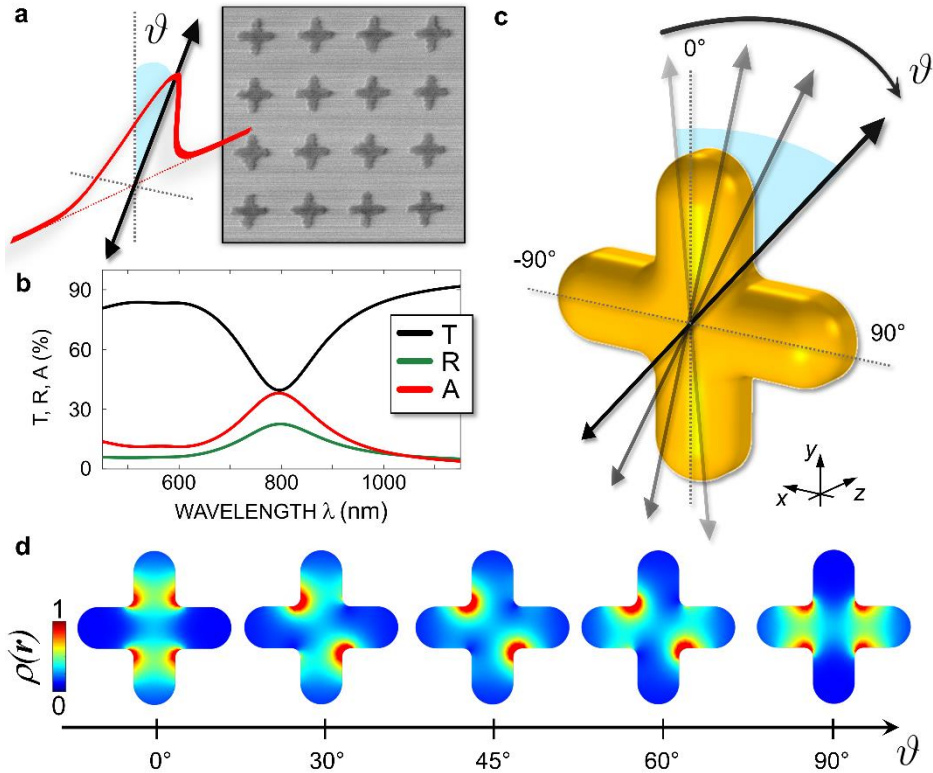 a
ϑ
c
0°
ϑ
-90°
90°
y
x
z
b
90
60
30
0
T, R, A (%)
T
R
A
600
800
1000
WAVELENGTH λ (nm)
d
1
0
ρ(r)
0°
30°
45°
60°
90°
ϑ